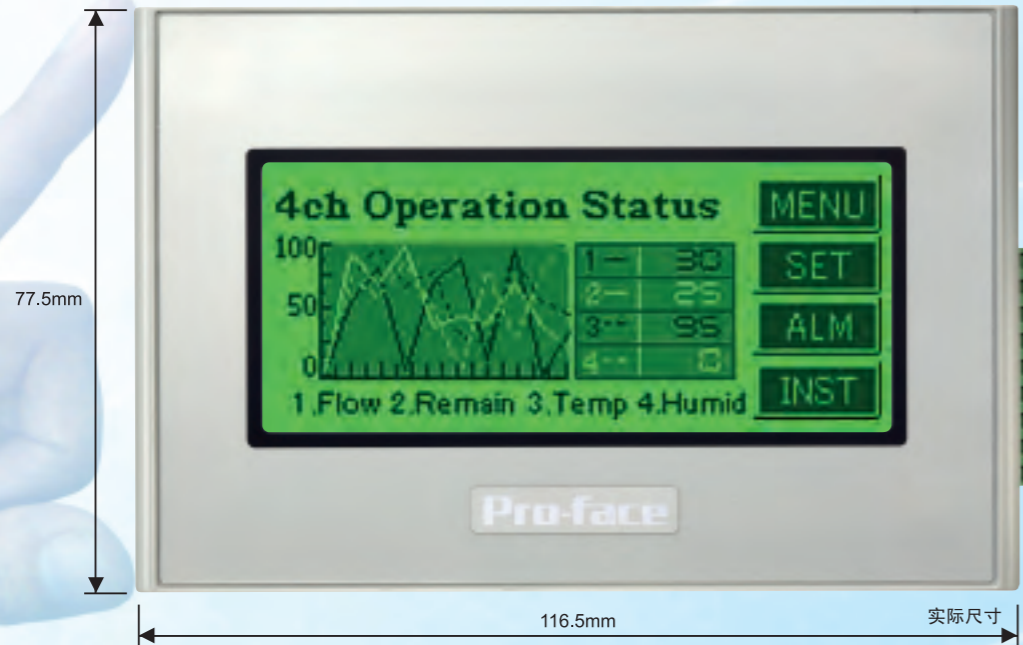 4ch Operation Status
MENU
100
50
0
1 30
2 25
3 95
4 0
SET
ALM
INST
1.Flow 2.Remain 3.Temp 4.Humid
Pro-face
77.5mm
116.5mm
实际尺寸